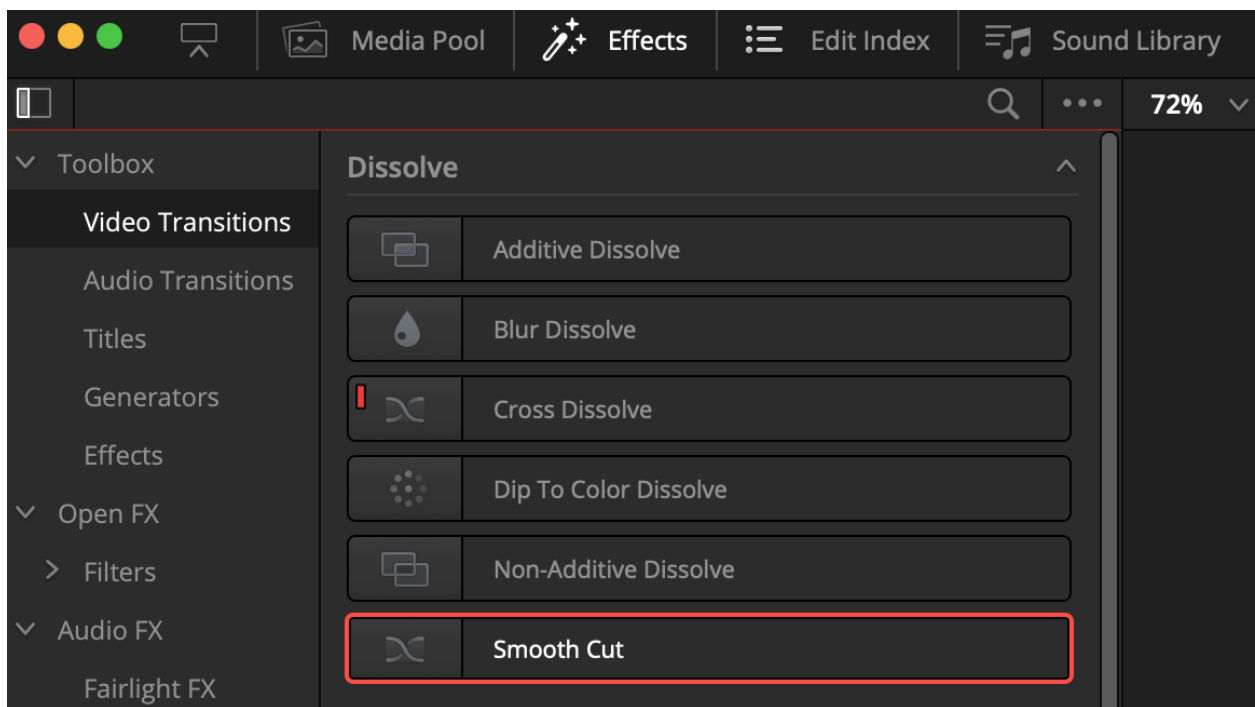 Media Pool
Effects
Edit Index
Sound Library
72%
Toolbox
Video Transitions
Audio Transitions
Titles
Generators
Effects
Open FX
Filters
Audio FX
Fairlight FX
Dissolve
Additive Dissolve
Blur Dissolve
Cross Dissolve
Dip To Color Dissolve
Non-Additive Dissolve
Smooth Cut